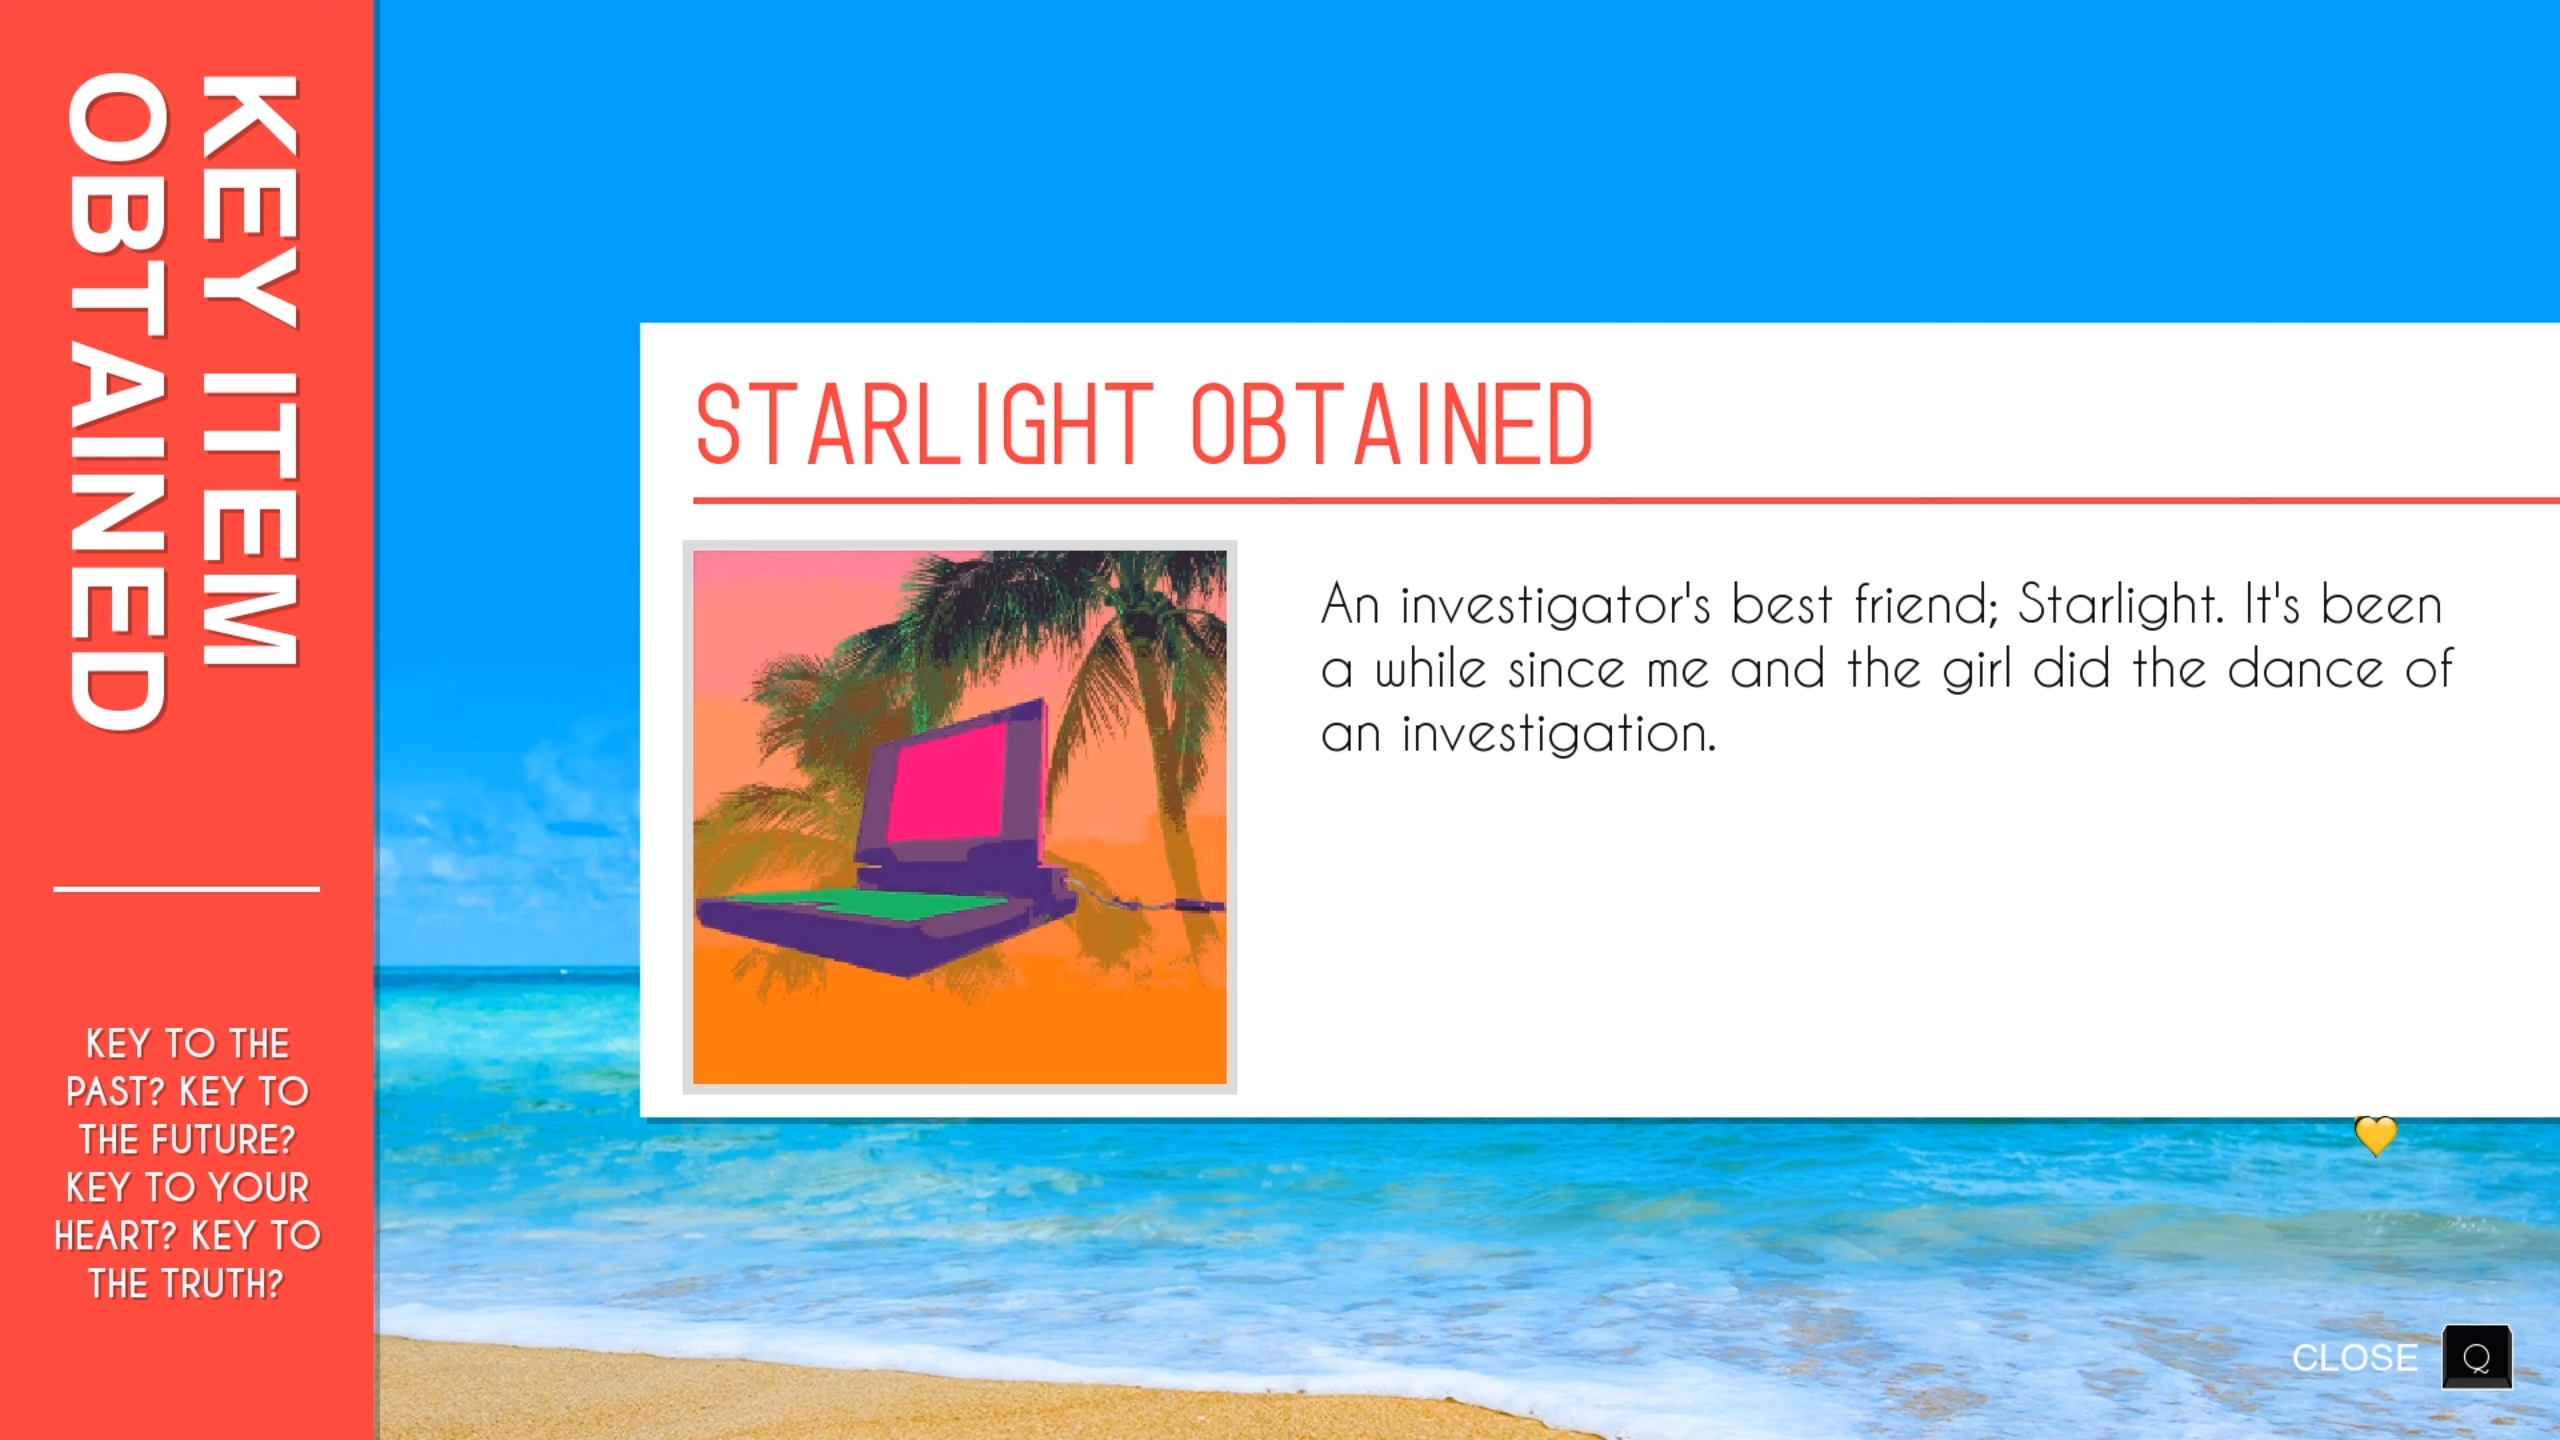 KEY ITEM
OBTAINED
KEY TO THE
PAST? KEY TO
THE FUTURE?
KEY TO YOUR
HEART? KEY TO
THE TRUTH?
STARLIGHT OBTAINED
An investigator's best friend; Starlight. It's been
a while since me and the girl did the dance of
an investigation.
CLOSE Q